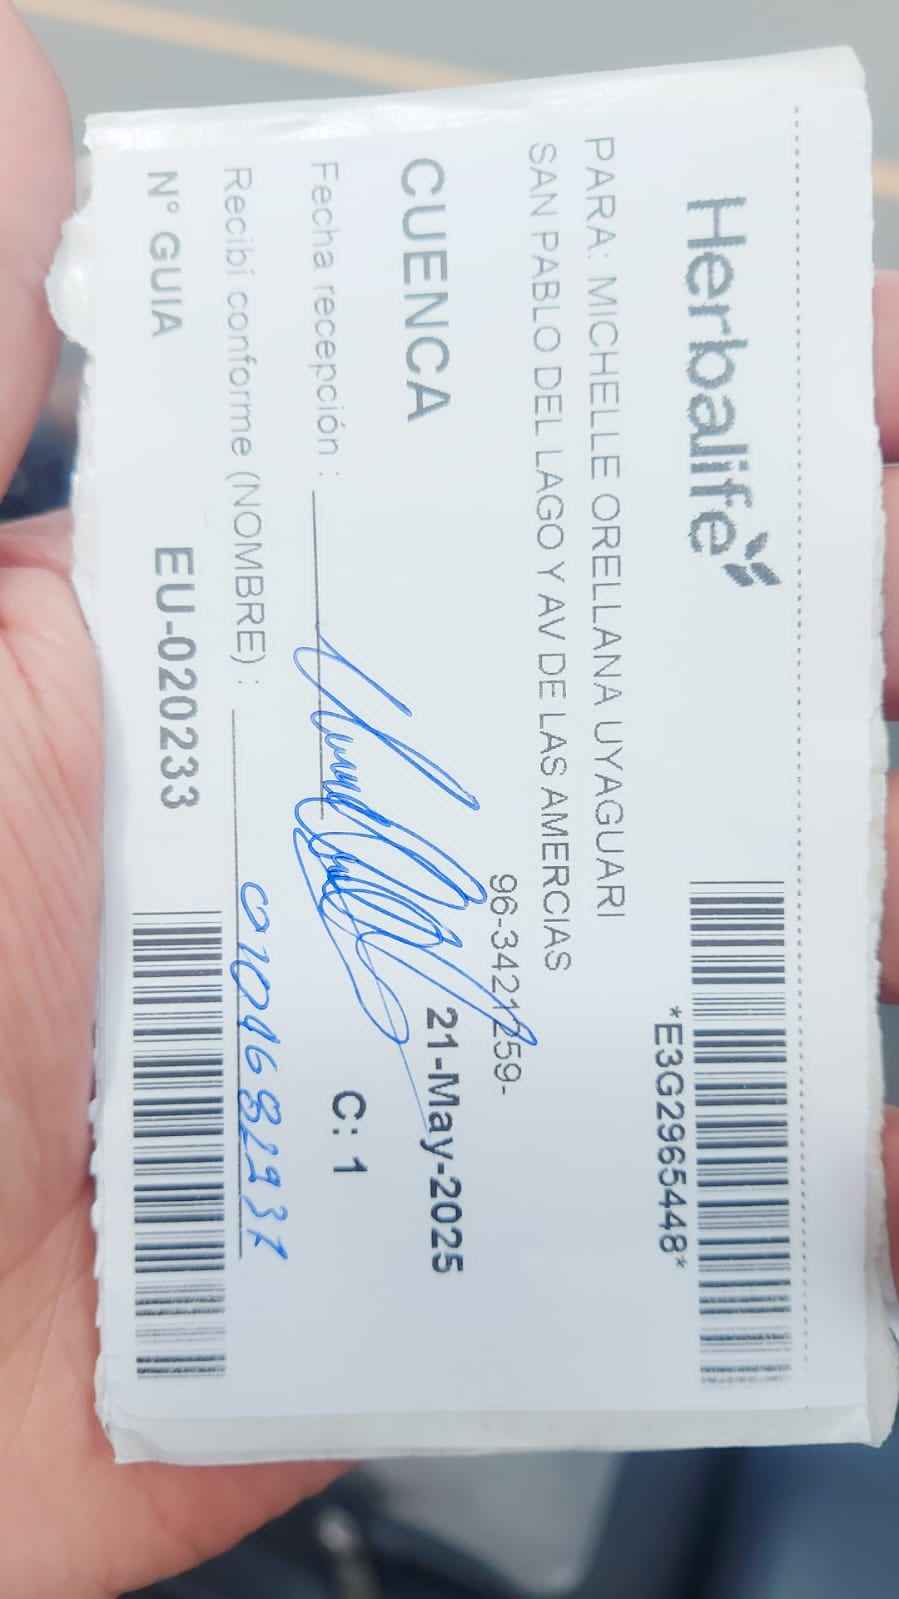 Herbalife
*E3G2965448*
PARA: MICHELLE ORELLANA UYAGUARI
SAN PABLO DEL LAGO Y AV DE LAS AMERCIAS
96-3421259-
CUENCA
21-May-2025
Fecha recepción :
C: 1
Recibi conforme (NOMBRE) :
N° GUIA EU-020233